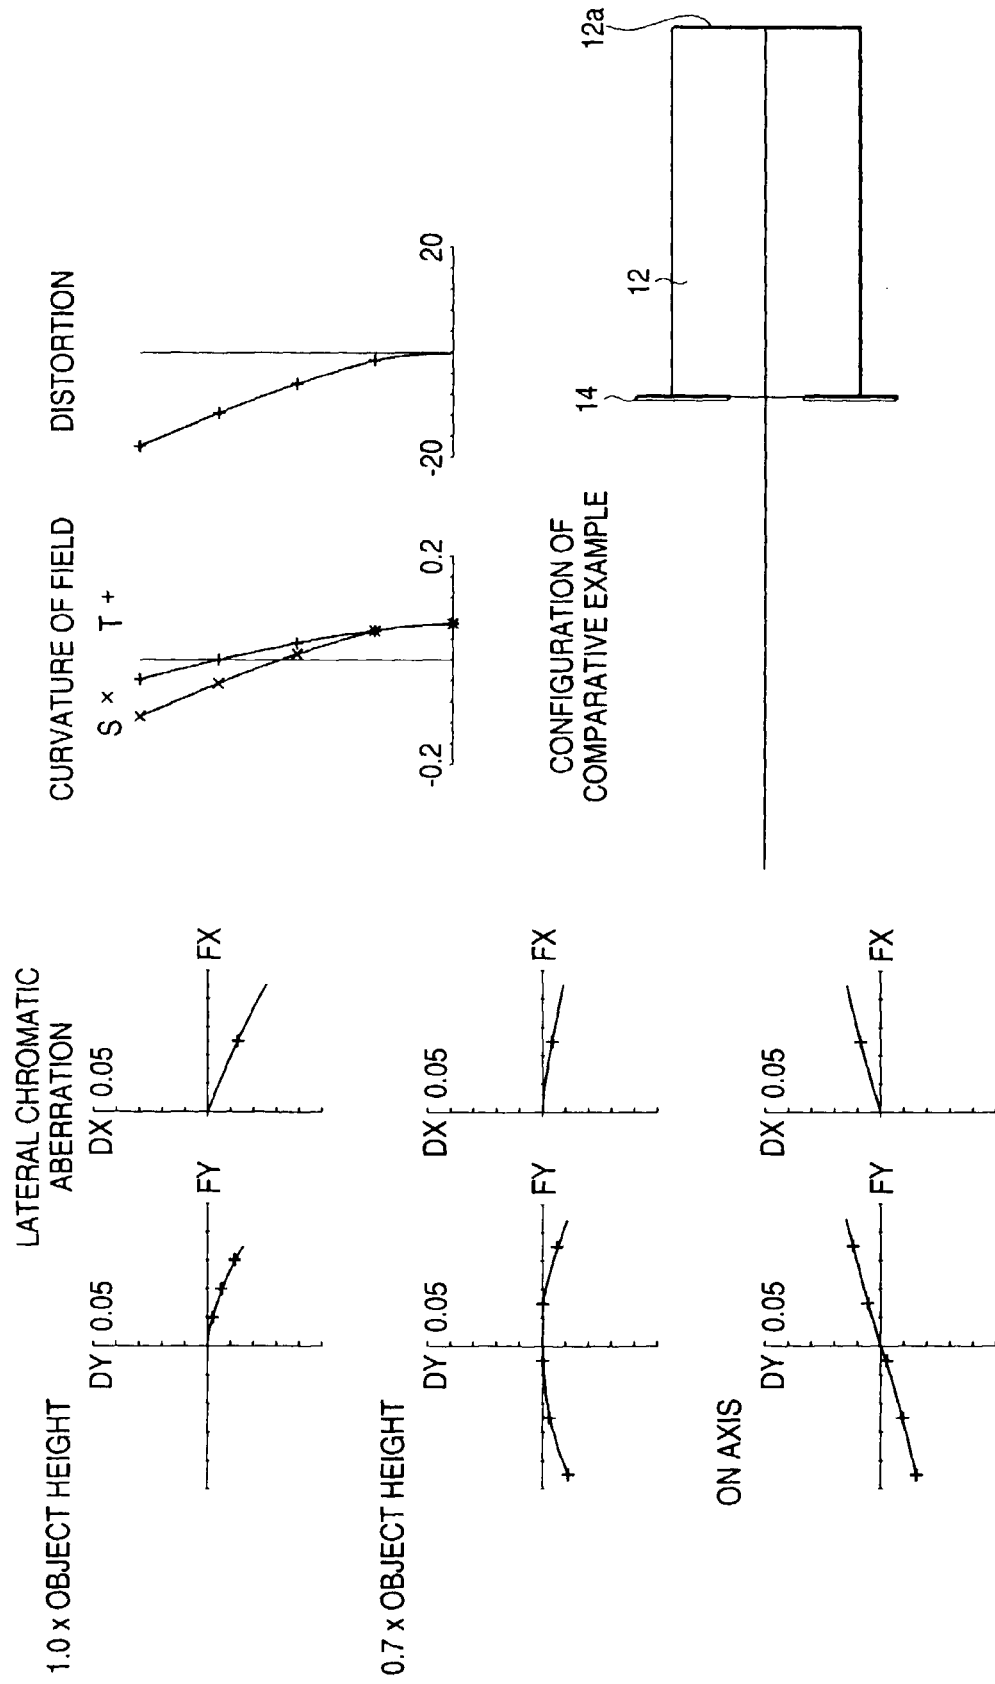 LATERAL CHROMATIC
ABERRATION
1.0 x OBJECT HEIGHT
DY 0.05
FY
DX 0.05
FX
0.7 x OBJECT HEIGHT
DY 0.05
FY
DX 0.05
FX
ON AXIS
DY 0.05
FY
DX 0.05
FX
CURVATURE OF FIELD
S × T +
-0.2 0.2
DISTORTION
-20 20
CONFIGURATION OF
COMPARATIVE EXAMPLE
14
12
12a